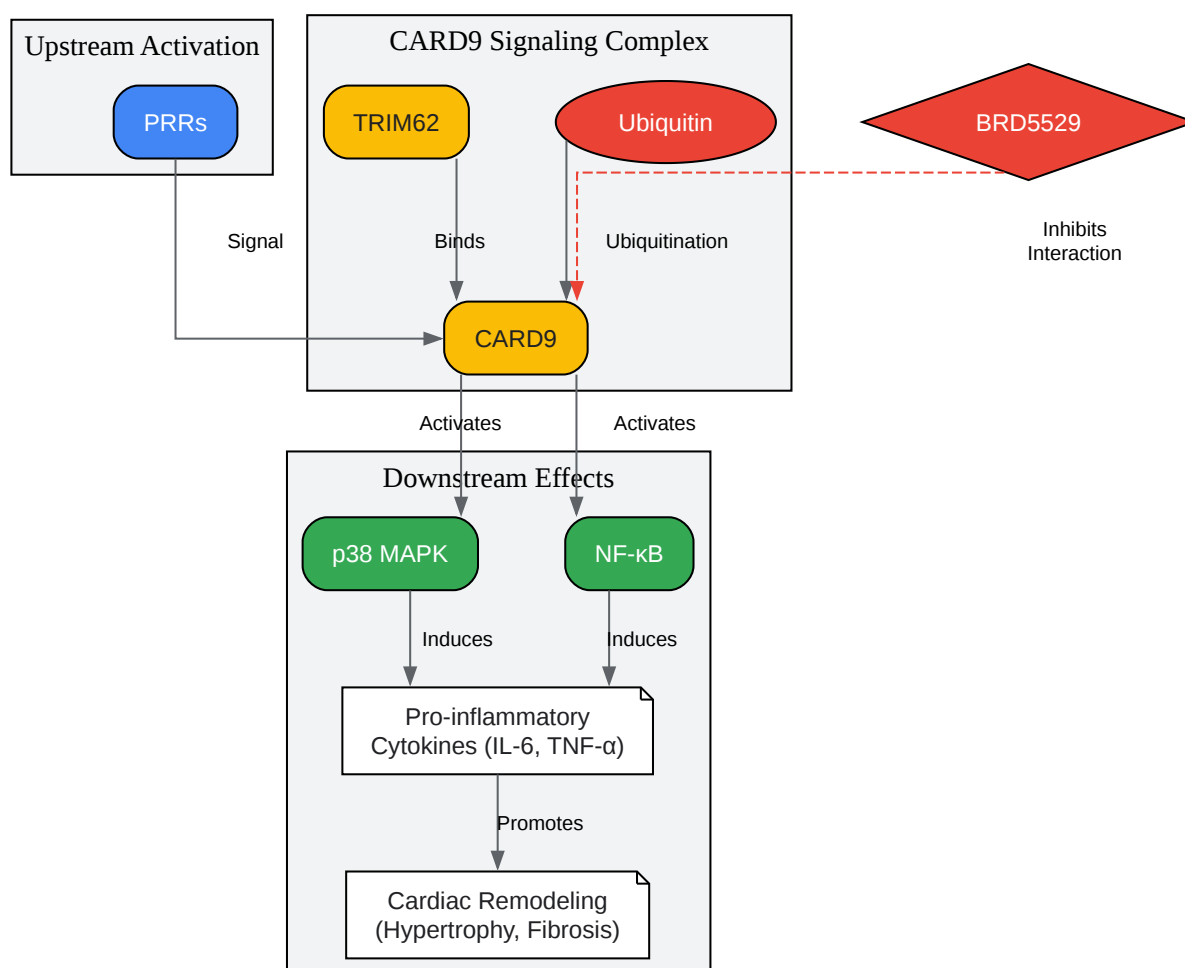 Upstream Activation
CARD9 Signaling Complex
PRRs
TRIM62
Ubiquitin
BRD5529
Signal
Binds
Ubiquitination
Inhibits
Interaction
CARD9
Activates
Activates
Downstream Effects
p38 MAPK
NF-κB
Induces
Induces
Pro-inflammatory
Cytokines (IL-6, TNF-α)
Promotes
Cardiac Remodeling
(Hypertrophy, Fibrosis)